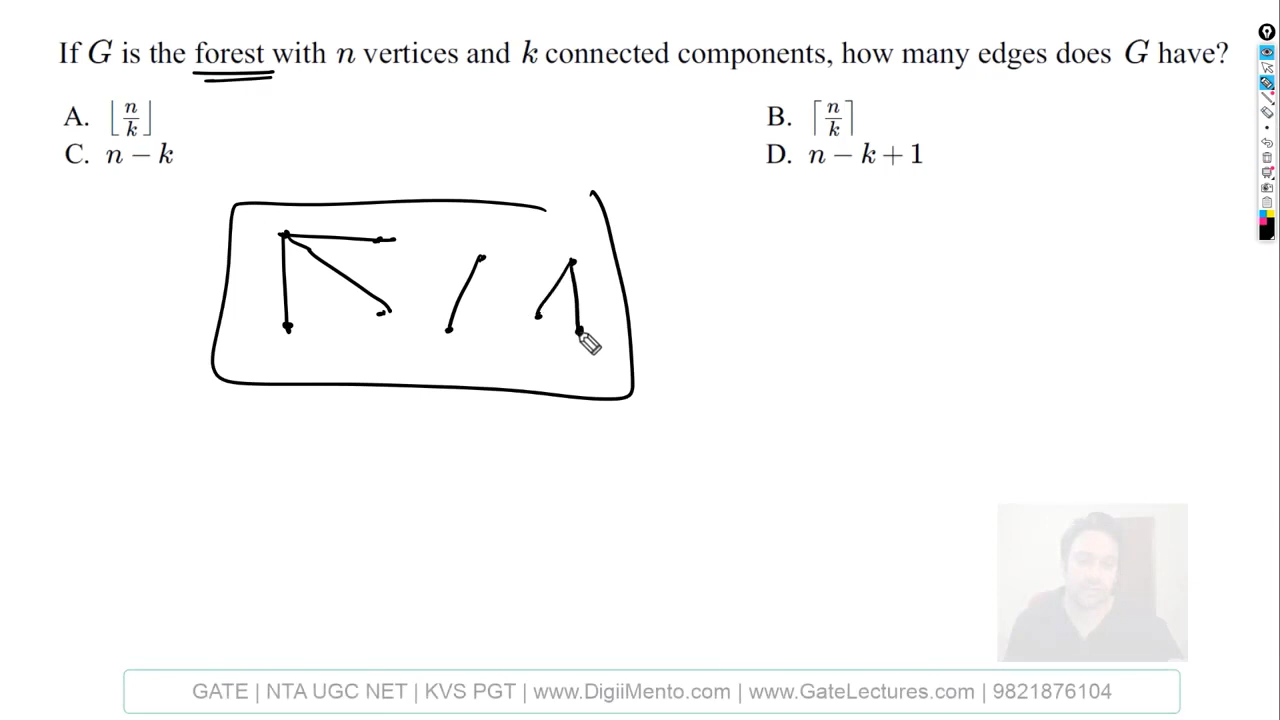 If G is the forest with n vertices and k connected components, how many edges does G have?
A. ⌊n/k⌋ B. ⌈n/k⌉
C. n − k D. n − k + 1
GATE | NTA UGC NET | KVS PGT | www.DigiiMento.com | www.GateLectures.com | 9821876104